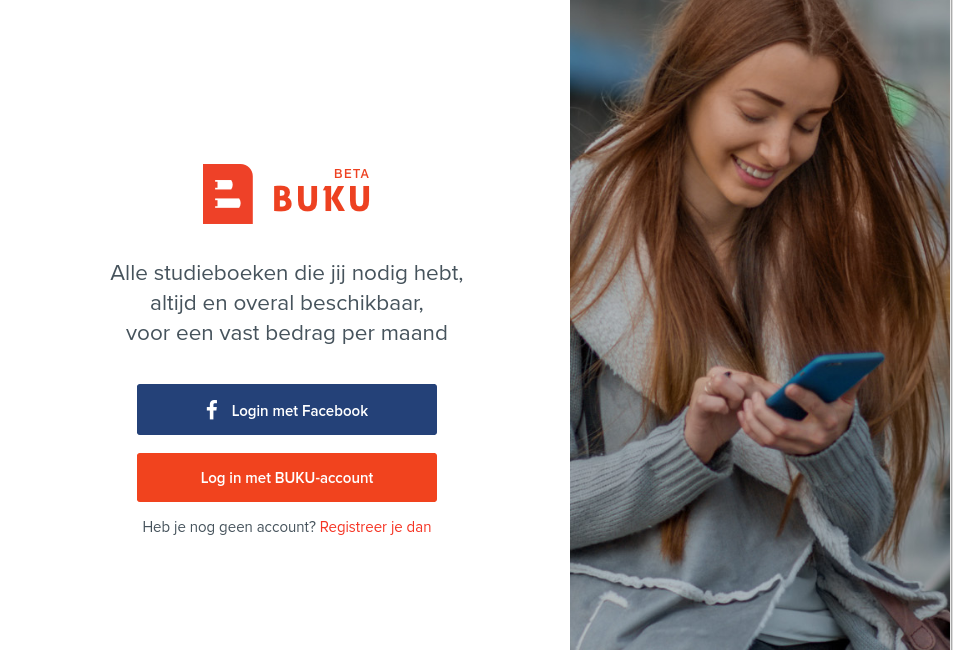 BETA
BUKU
Alle studieboeken die jij nodig hebt,
altijd en overal beschikbaar,
voor een vast bedrag per maand
Login met Facebook
Log in met BUKU-account
Heb je nog geen account? Registreer je dan